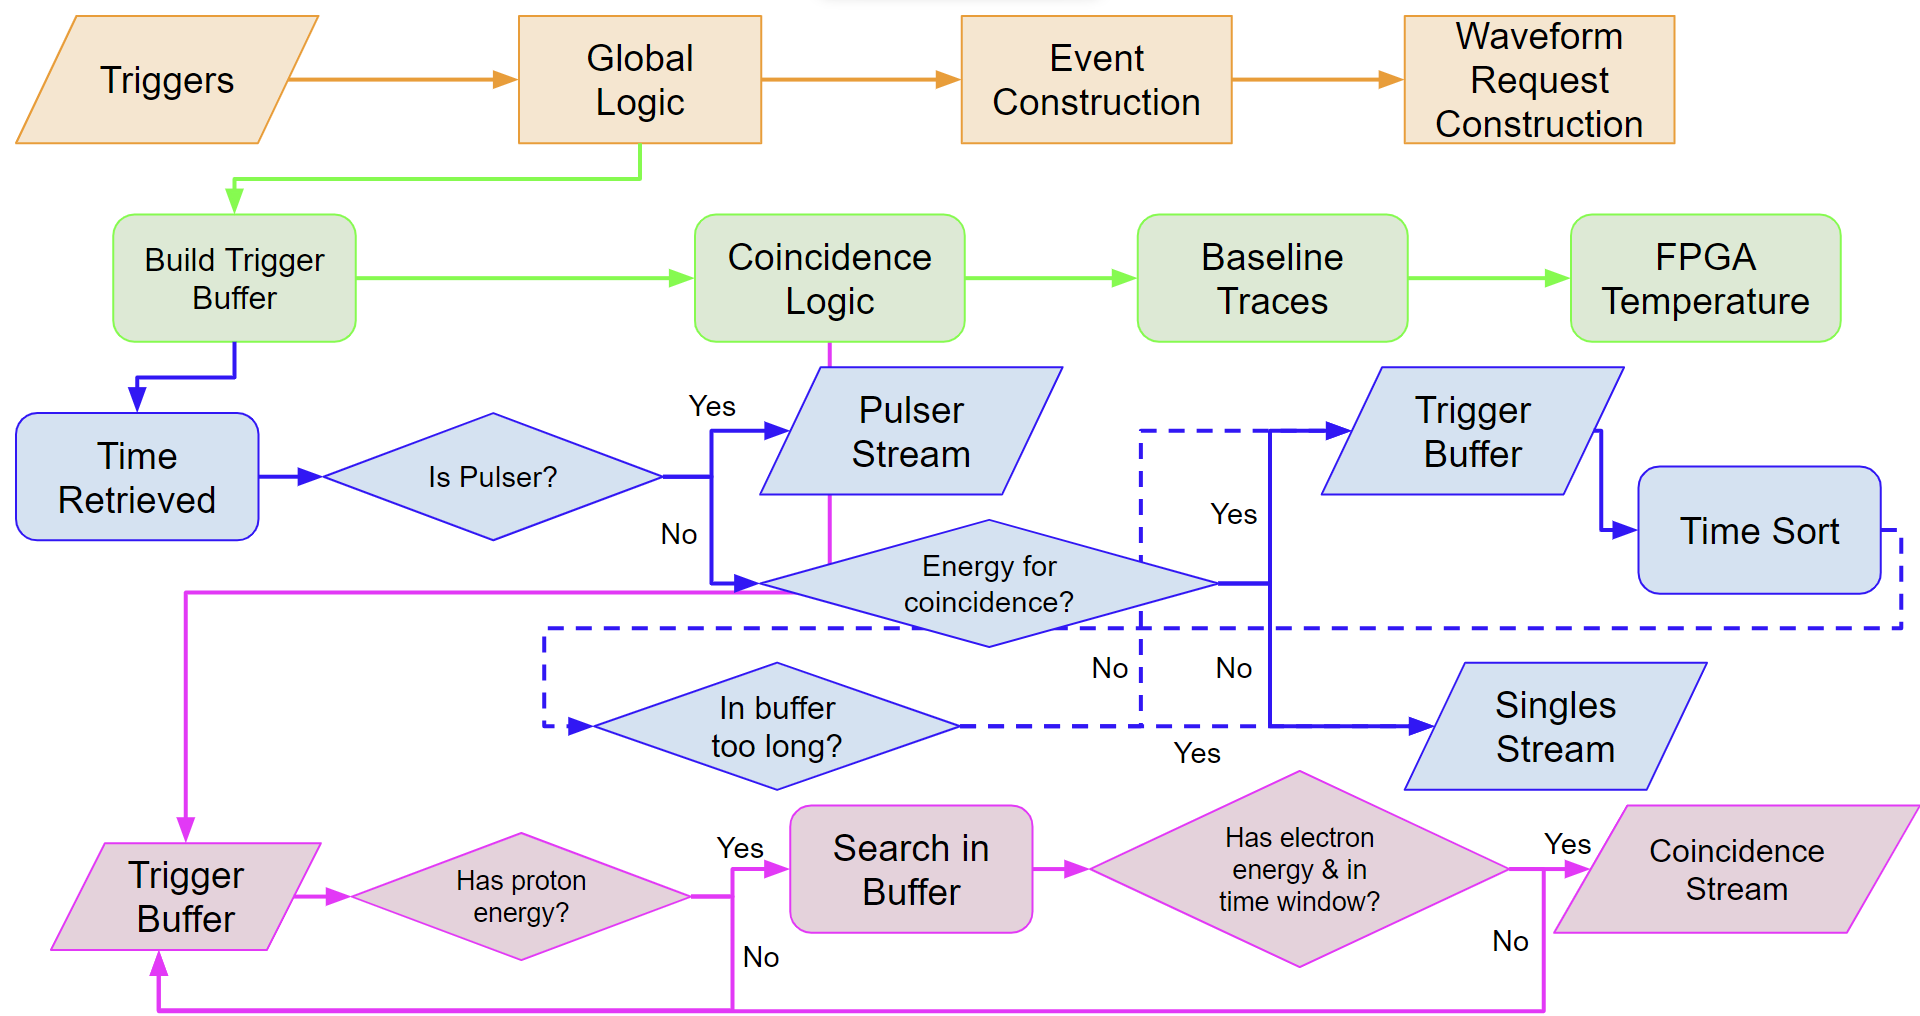 Triggers
Global
Logic
Event
Construction
Waveform
Request
Construction
Build Trigger
Buffer
Coincidence
Logic
Baseline
Traces
FPGA
Temperature
Time
Retrieved
Is Pulser?
Yes
No
Pulser
Stream
Energy for
coincidence?
Yes
No
Trigger
Buffer
Time Sort
In buffer
too long?
No
Yes
Singles
Stream
Trigger
Buffer
Has proton
energy?
Yes
No
Search in
Buffer
Has electron
energy & in
time window?
Yes
No
Coincidence
Stream